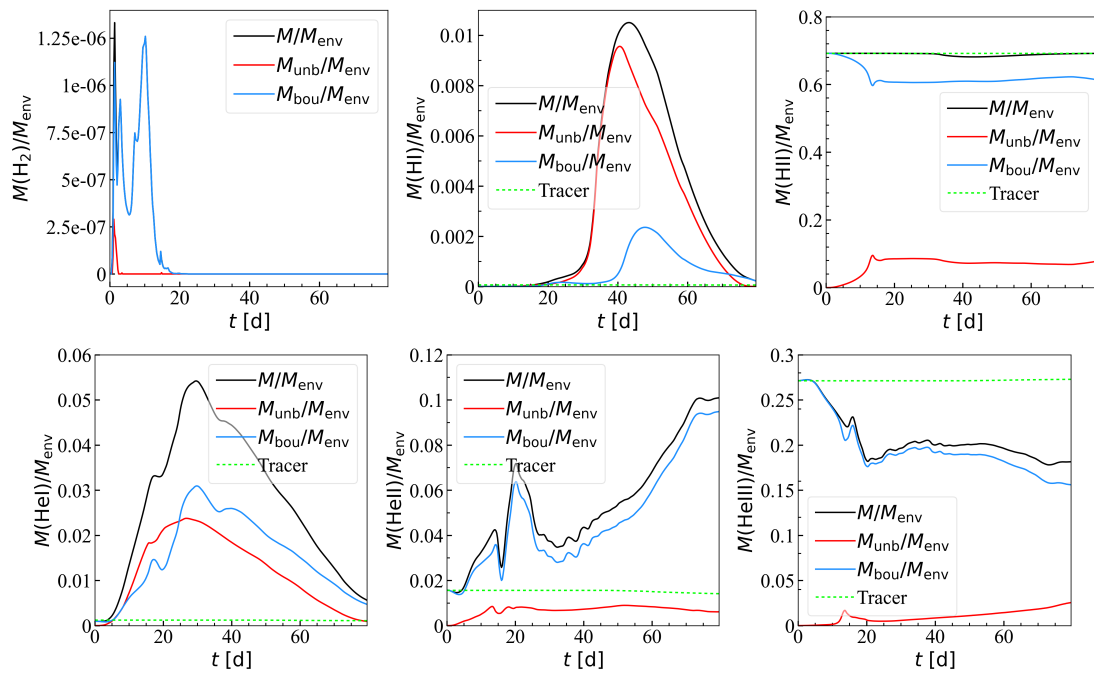 M(H₂)/Mₑₙᵥ
1.25e-06
1e-06
7.5e-07
5e-07
2.5e-07
0
0 20 40 60
t [d]
M/Mₑₙᵥ
Mᵤₙb/Mₑₙᵥ
Mbₒᵤ/Mₑₙᵥ
M(HI)/Mₑₙᵥ
0.01
0.008
0.006
0.004
0.002
0
0 20 40 60
t [d]
M/Mₑₙᵥ
Mᵤₙb/Mₑₙᵥ
Mbₒᵤ/Mₑₙᵥ
Tracer
M(HII)/Mₑₙᵥ
0.8
0.6
0.4
0.2
0
0 20 40 60
t [d]
M/Mₑₙᵥ
Mᵤₙb/Mₑₙᵥ
Mbₒᵤ/Mₑₙᵥ
Tracer
M(HeI)/Mₑₙᵥ
0.06
0.05
0.04
0.03
0.02
0.01
0
0 20 40 60
t [d]
M/Mₑₙᵥ
Mᵤₙb/Mₑₙᵥ
Mbₒᵤ/Mₑₙᵥ
Tracer
M(HeII)/Mₑₙᵥ
0.12
0.1
0.08
0.06
0.04
0.02
0
0 20 40 60
t [d]
M/Mₑₙᵥ
Mᵤₙb/Mₑₙᵥ
Mbₒᵤ/Mₑₙᵥ
Tracer
M(HeIII)/Mₑₙᵥ
0.3
0.25
0.2
0.15
0.1
0.05
0
0 20 40 60
t [d]
M/Mₑₙᵥ
Mᵤₙb/Mₑₙᵥ
Mbₒᵤ/Mₑₙᵥ
Tracer